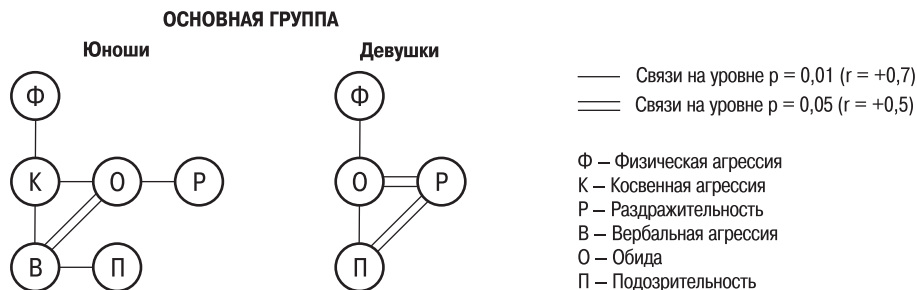 ОСНОВНАЯ ГРУППА
Юноши
Девушки
Ф
К
О
Р
В
П
Ф
О
Р
П
Связи на уровне р = 0,01 (r = +0,7)
Связи на уровне р = 0,05 (r = +0,5)
Ф – Физическая агрессия
К – Косвенная агрессия
Р – Раздражительность
В – Вербальная агрессия
О – Обида
П – Подозрительность